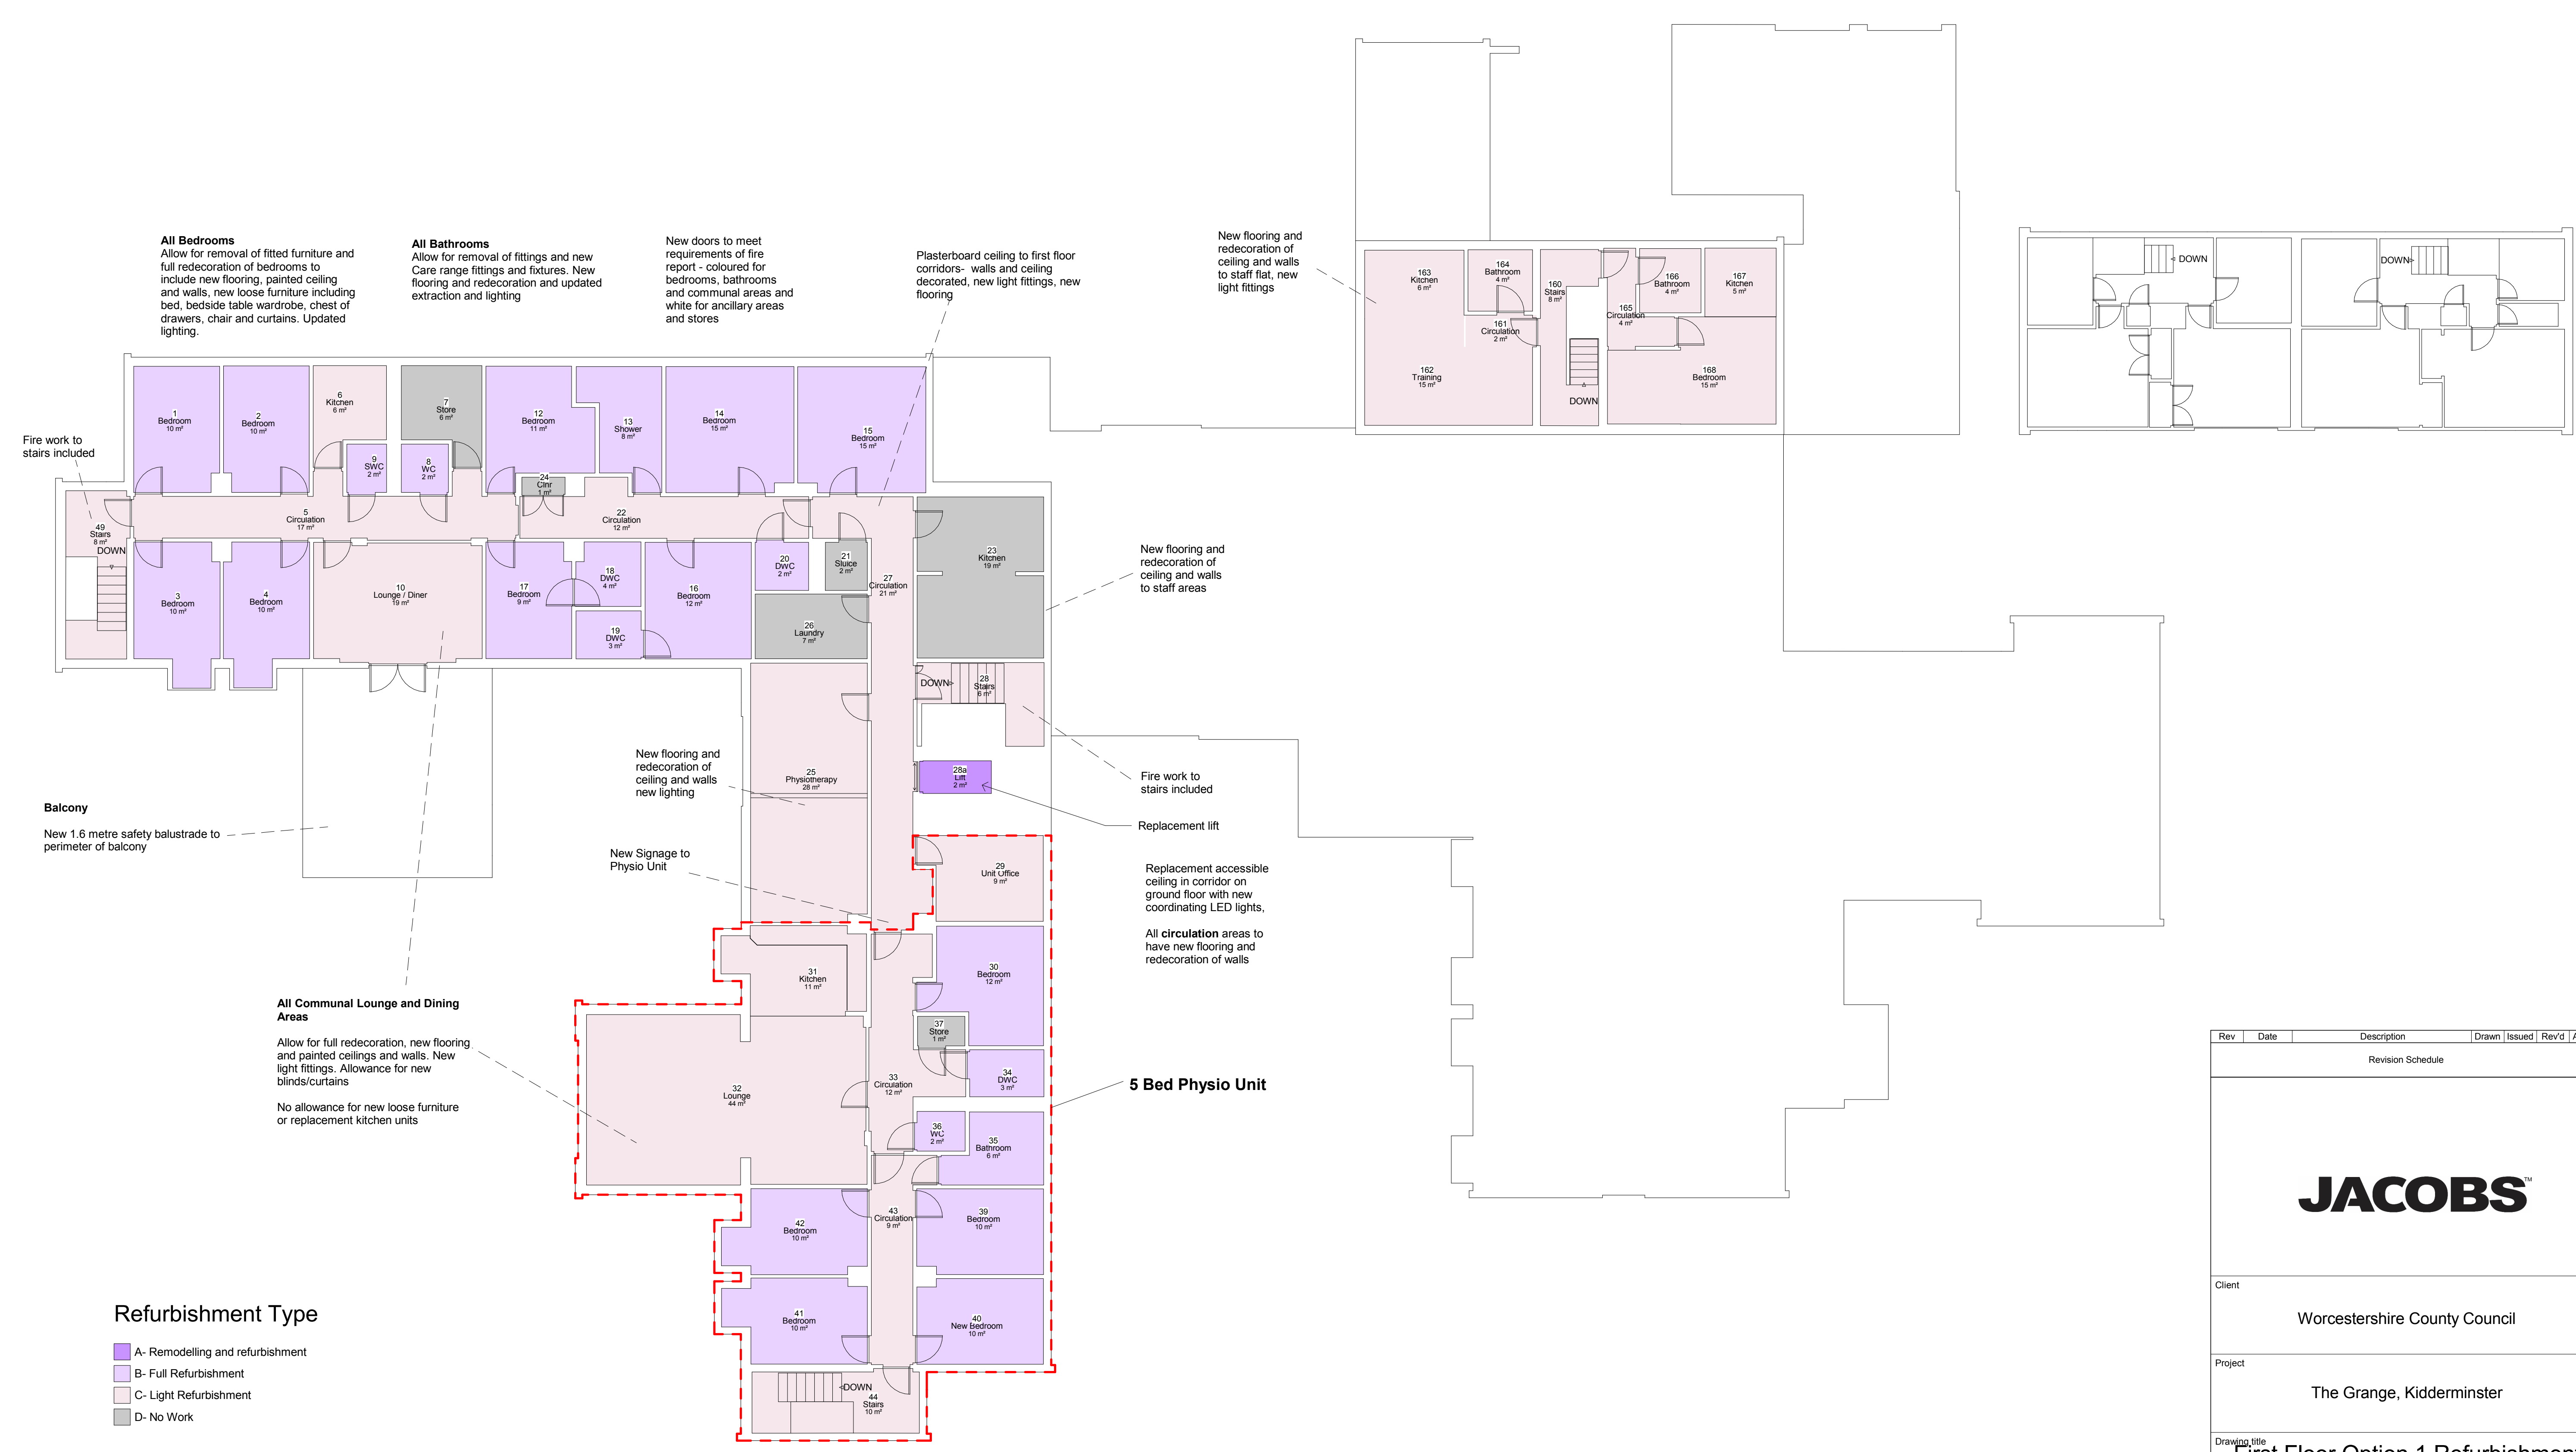 All Bedrooms
Allow for removal of fitted furniture and
full redecoration of bedrooms to
include new flooring, painted ceiling
and walls, new loose furniture including
bed, bedside table wardrobe, chest of
drawers, chair and curtains. Updated
lighting.
All Bathrooms
Allow for removal of fittings and new
Care range fittings and fixtures. New
flooring and redecoration and updated
extraction and lighting
New doors to meet
requirements of fire
report - coloured for
bedrooms, bathrooms
and communal areas and
white for ancillary areas
and stores
Plasterboard ceiling to first floor
corridors- walls and ceiling
decorated, new light fittings, new
flooring
New flooring and
redecoration of
ceiling and walls
to staff flat, new
light fittings
163
Kitchen
6 m²
164
Bathroom
4 m²
160
Stairs
8 m²
166
Bathroom
4 m²
167
Kitchen
5 m²
165
Circulation
4 m²
161
Circulation
2 m²
162
Training
15 m²
168
Bedroom
15 m²
DOWN
DOWN
DOWN
Fire work to
stairs included
1
Bedroom
10 m²
2
Bedroom
10 m²
6
Kitchen
6 m²
7
Store
6 m²
12
Bedroom
11 m²
13
Shower
8 m²
14
Bedroom
15 m²
15
Bedroom
15 m²
9
SWC
2 m²
8
WC
2 m²
24
Clnr
1 m²
49
Stairs
8 m²
DOWN
5
Circulation
17 m²
22
Circulation
12 m²
23
Kitchen
19 m²
3
Bedroom
10 m²
4
Bedroom
10 m²
10
Lounge / Diner
19 m²
17
Bedroom
9 m²
18
DWC
4 m²
19
DWC
3 m²
16
Bedroom
12 m²
20
DWC
2 m²
21
Sluice
2 m²
27
Circulation
21 m²
26
Laundry
7 m²
New flooring and
redecoration of
ceiling and walls
to staff areas
DOWN
28
Stairs
6 m²
25
Physiotherapy
28 m²
28a
Lift
2 m²
New flooring and
redecoration of
ceiling and walls
new lighting
Fire work to
stairs included
Replacement lift
Balcony
New 1.6 metre safety balustrade to
perimeter of balcony
New Signage to
Physio Unit
29
Unit Office
9 m²
Replacement accessible
ceiling in corridor on
ground floor with new
coordinating LED lights,
All circulation areas to
have new flooring and
redecoration of walls
31
Kitchen
11 m²
30
Bedroom
12 m²
37
Store
1 m²
34
DWC
3 m²
33
Circulation
12 m²
32
Lounge
44 m²
36
WC
2 m²
35
Bathroom
6 m²
5 Bed Physio Unit
All Communal Lounge and Dining
Areas
Allow for full redecoration, new flooring
and painted ceilings and walls. New
light fittings. Allowance for new
blinds/curtains
No allowance for new loose furniture
or replacement kitchen units
42
Bedroom
10 m²
43
Circulation
9 m²
39
Bedroom
10 m²
41
Bedroom
10 m²
40
New Bedroom
10 m²
DOWN
44
Stairs
10 m²
Refurbishment Type
A- Remodelling and refurbishment
B- Full Refurbishment
C- Light Refurbishment
D- No Work
Rev Date Description Drawn Issued Rev'd
Revision Schedule
JACOBS™
Client
Worcestershire County Council
Project
The Grange, Kidderminster
Drawing title
First Floor Option 1 Refurbishment